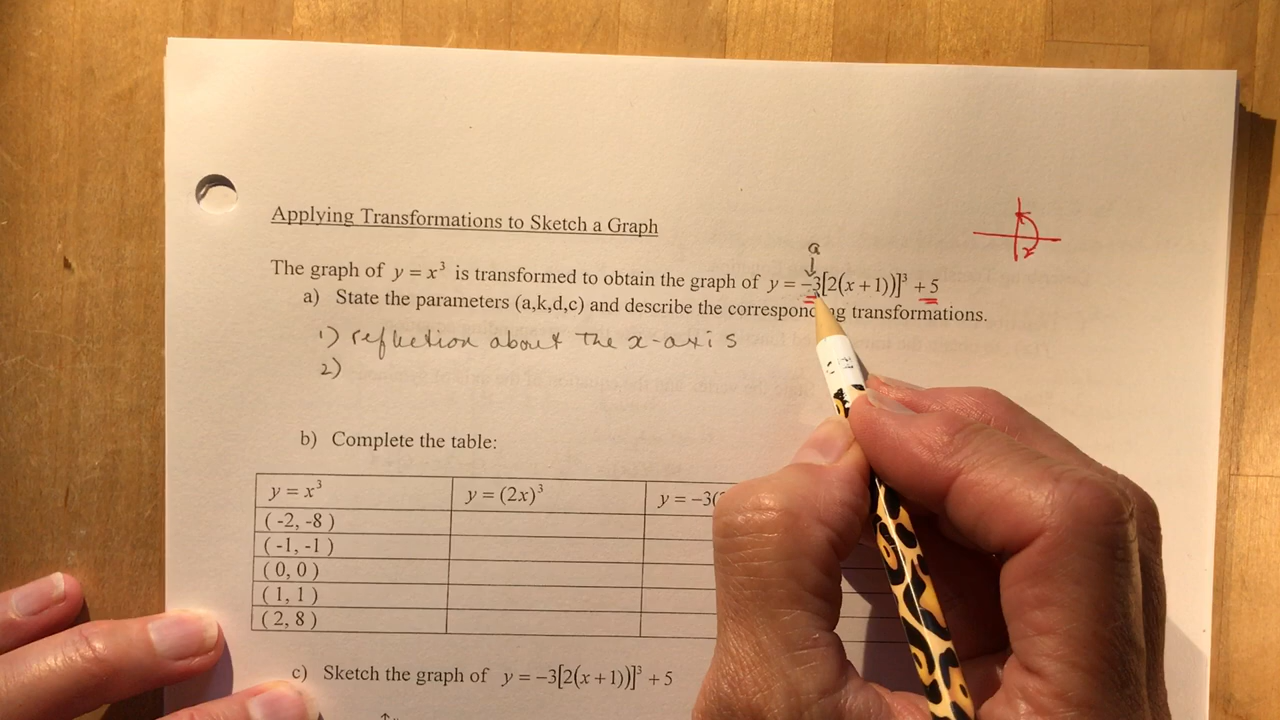 Applying Transformations to Sketch a Graph
a
The graph of y = x³ is transformed to obtain the graph of y = −3[2(x+1))]³ + 5
a) State the parameters (a,k,d,c) and describe the corresponding transformations.
1) reflection about the x-axis
2)
b) Complete the table:
y = x³ y = (2x)³ y = −3(
( -2, -8 )
( -1, -1 )
( 0, 0 )
( 1, 1 )
( 2, 8 )
c) Sketch the graph of y = −3[2(x+1))]³ + 5